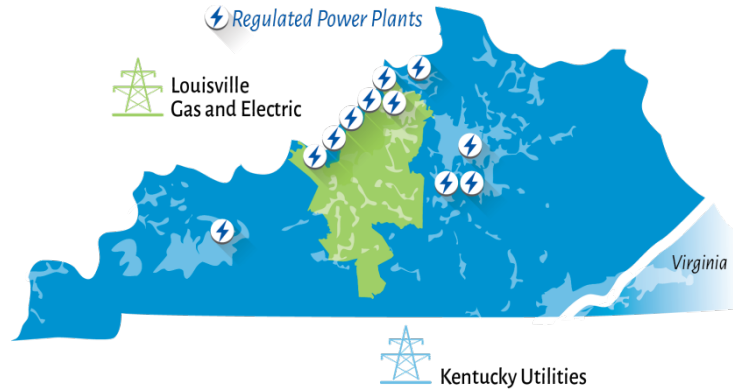 Regulated Power Plants
Louisville
Gas and Electric
Virginia
Kentucky Utilities